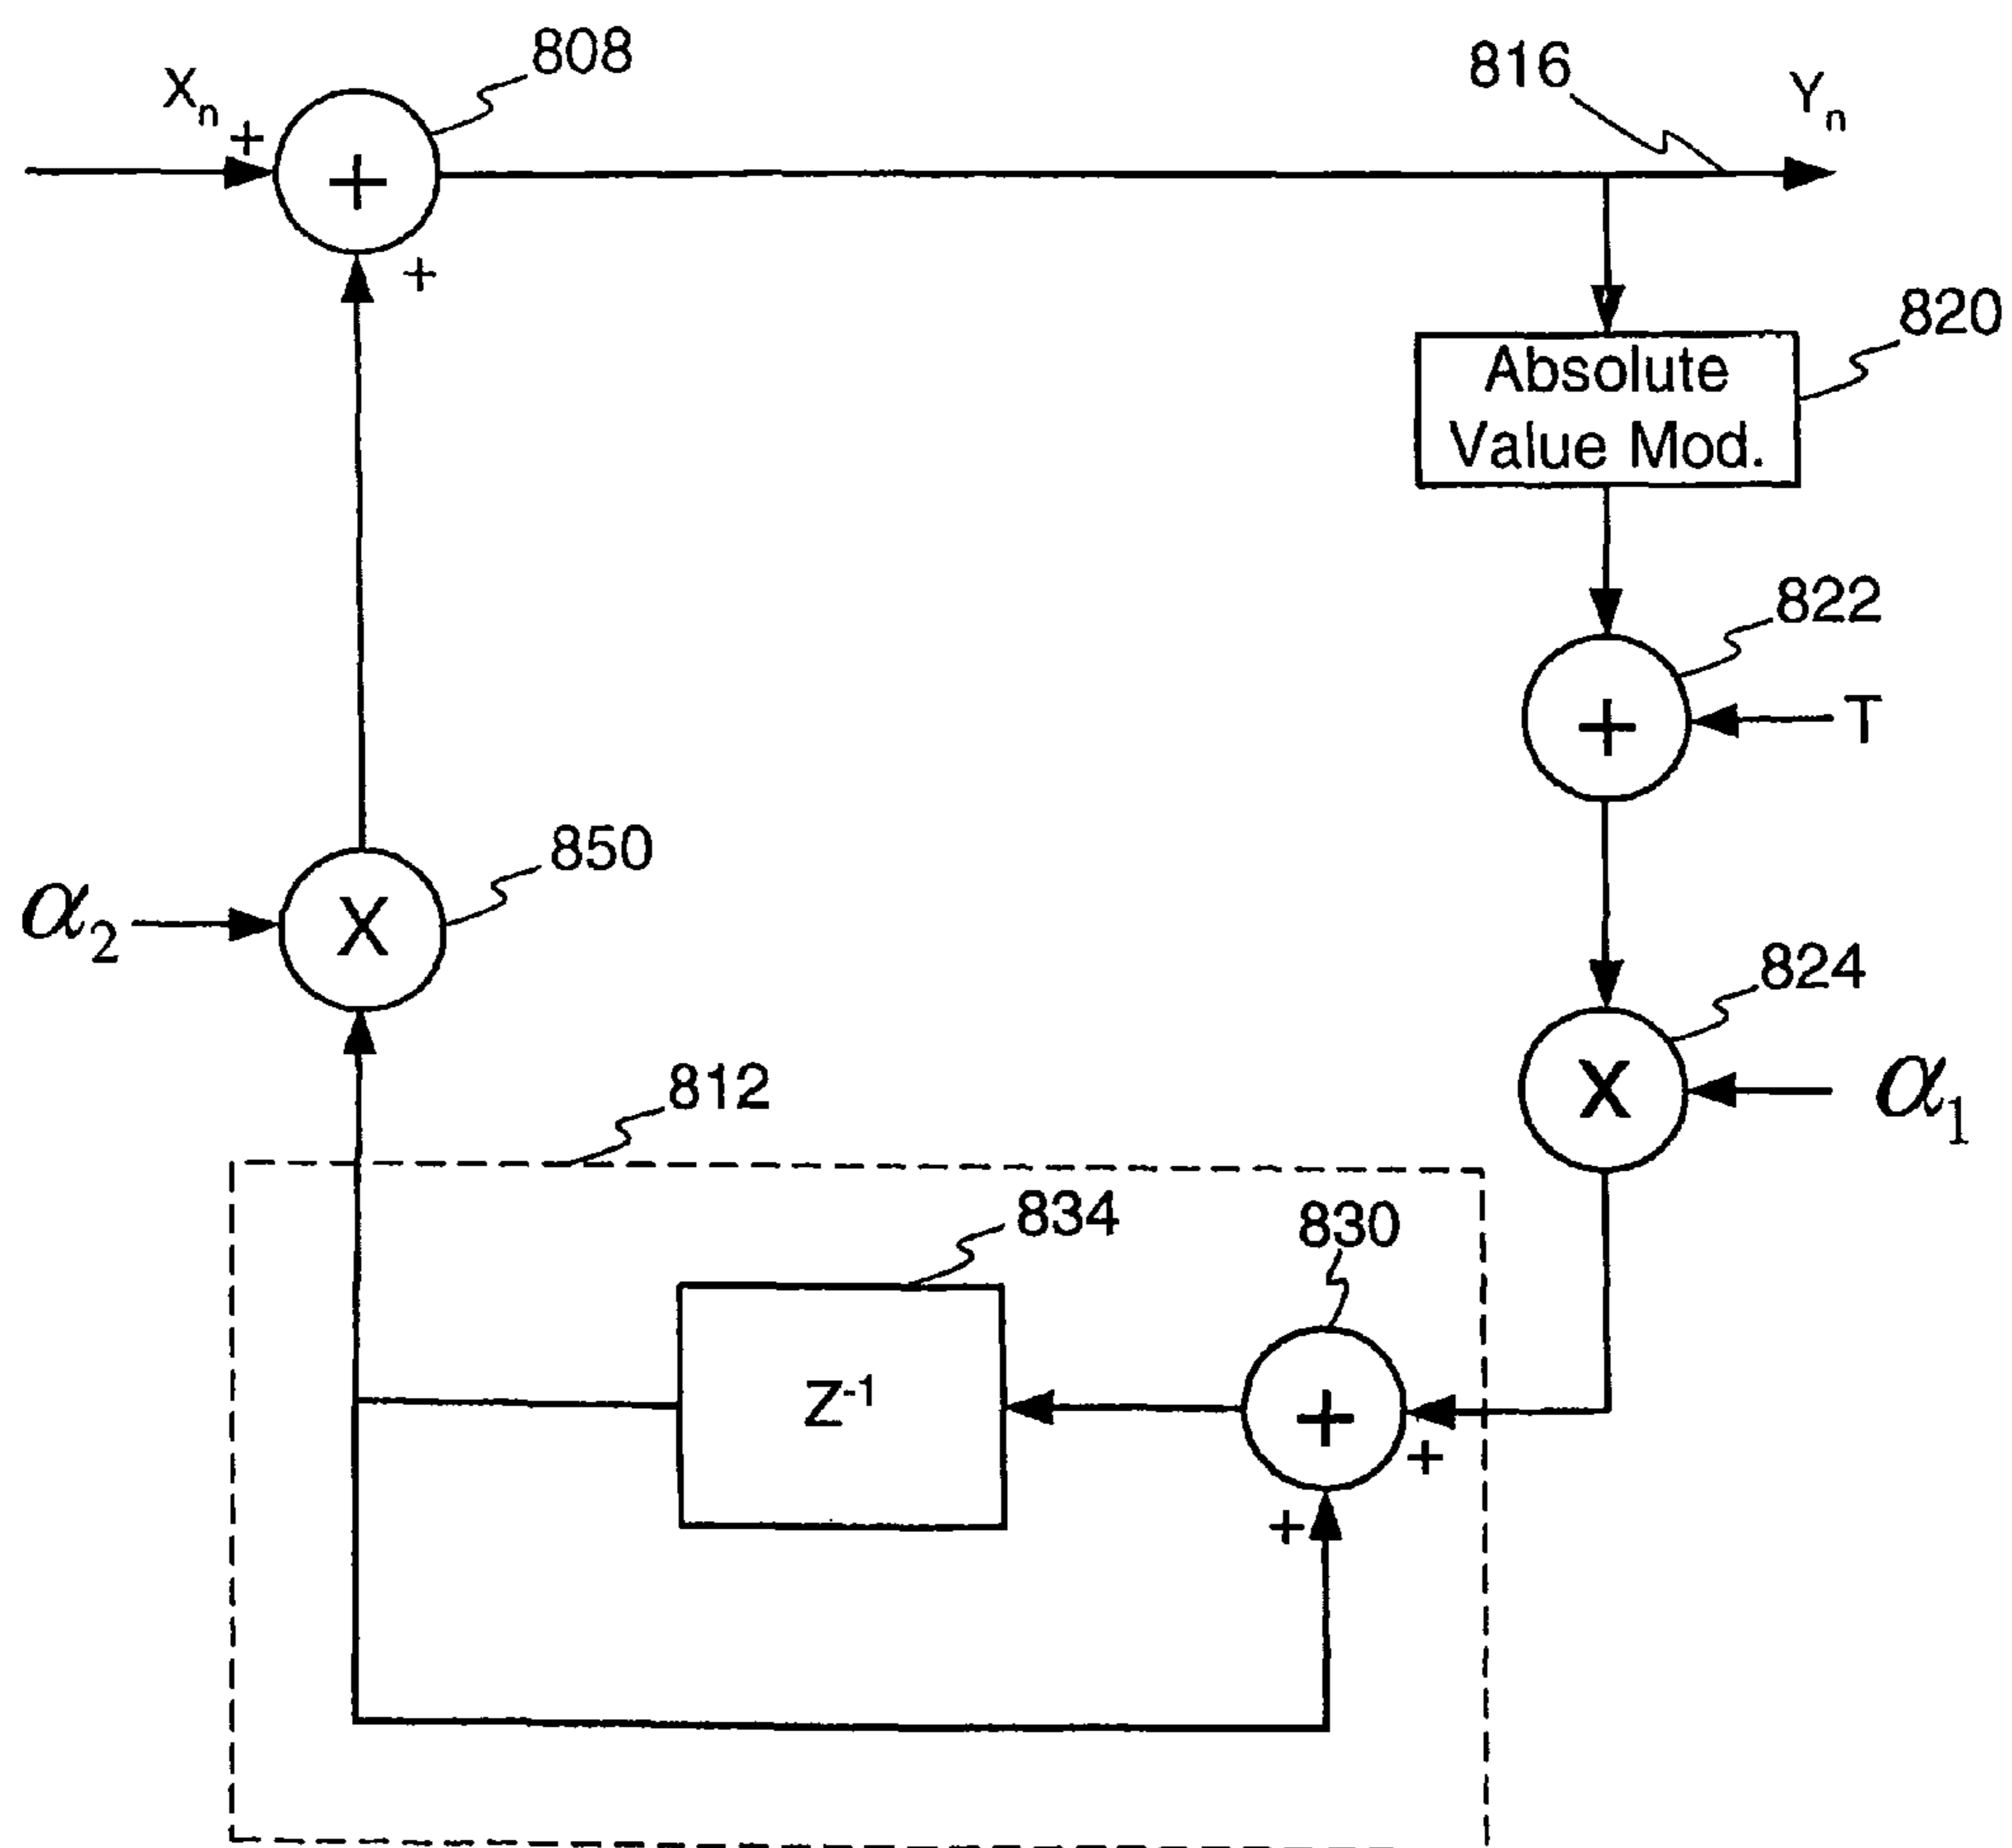 808
816
Xn
+
Yn
+
+
820
Absolute
Value Mod.
822
+
T
850
α2
X
824
X
α1
812
834
830
Z-1
+
+
+